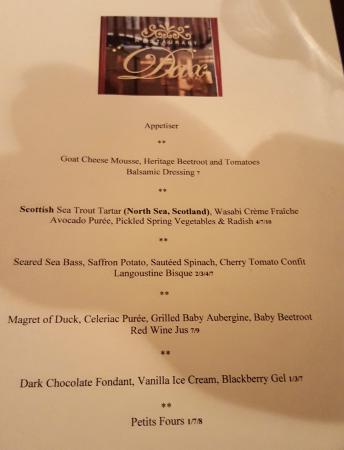 RESTAURANT
Dax
Appetiser
**
Goat Cheese Mousse, Heritage Beetroot and Tomatoes
Balsamic Dressing 7
**
Scottish Sea Trout Tartar (North Sea, Scotland), Wasabi Crème Fraîche
Avocado Purée, Pickled Spring Vegetables & Radish 4/7/10
**
Seared Sea Bass, Saffron Potato, Sautéed Spinach, Cherry Tomato Confit
Langoustine Bisque 2/3/4/7
**
Magret of Duck, Celeriac Purée, Grilled Baby Aubergine, Baby Beetroot
Red Wine Jus 7/9
**
Dark Chocolate Fondant, Vanilla Ice Cream, Blackberry Gel 1/3/7
**
Petits Fours 1/7/8